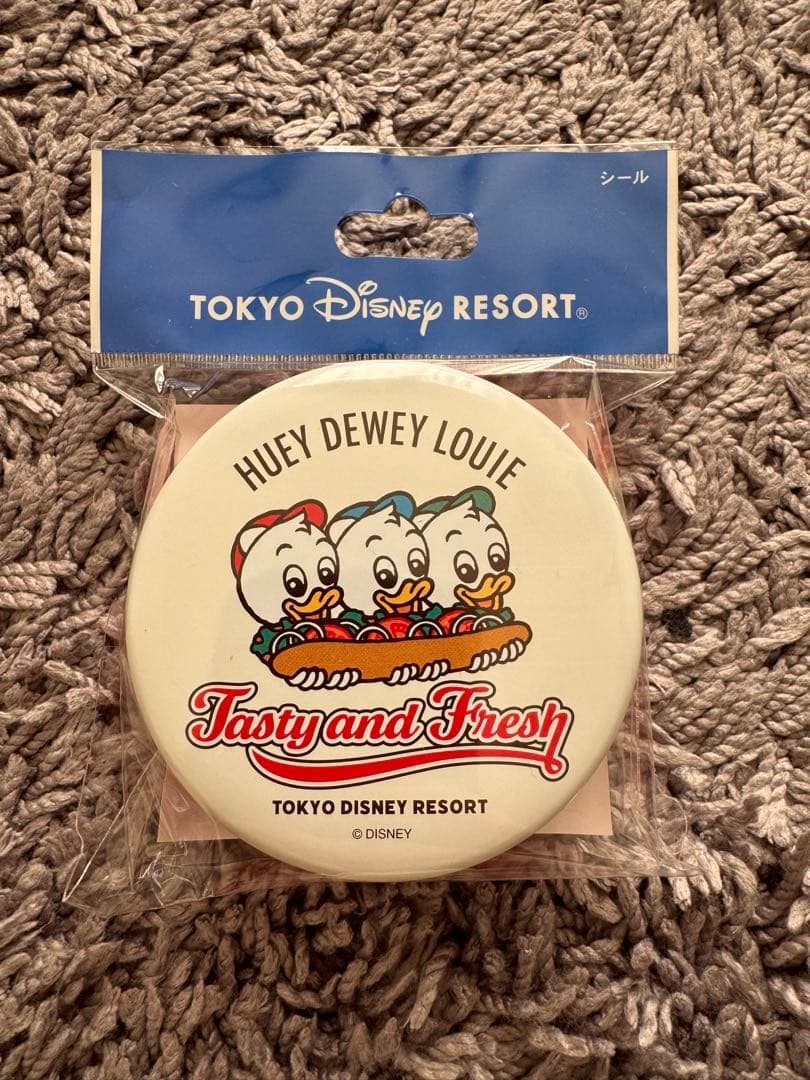 シール
TOKYO Disney RESORT®
HUEY DEWEY LOUIE
Tasty and Fresh
TOKYO DISNEY RESORT
© DISNEY